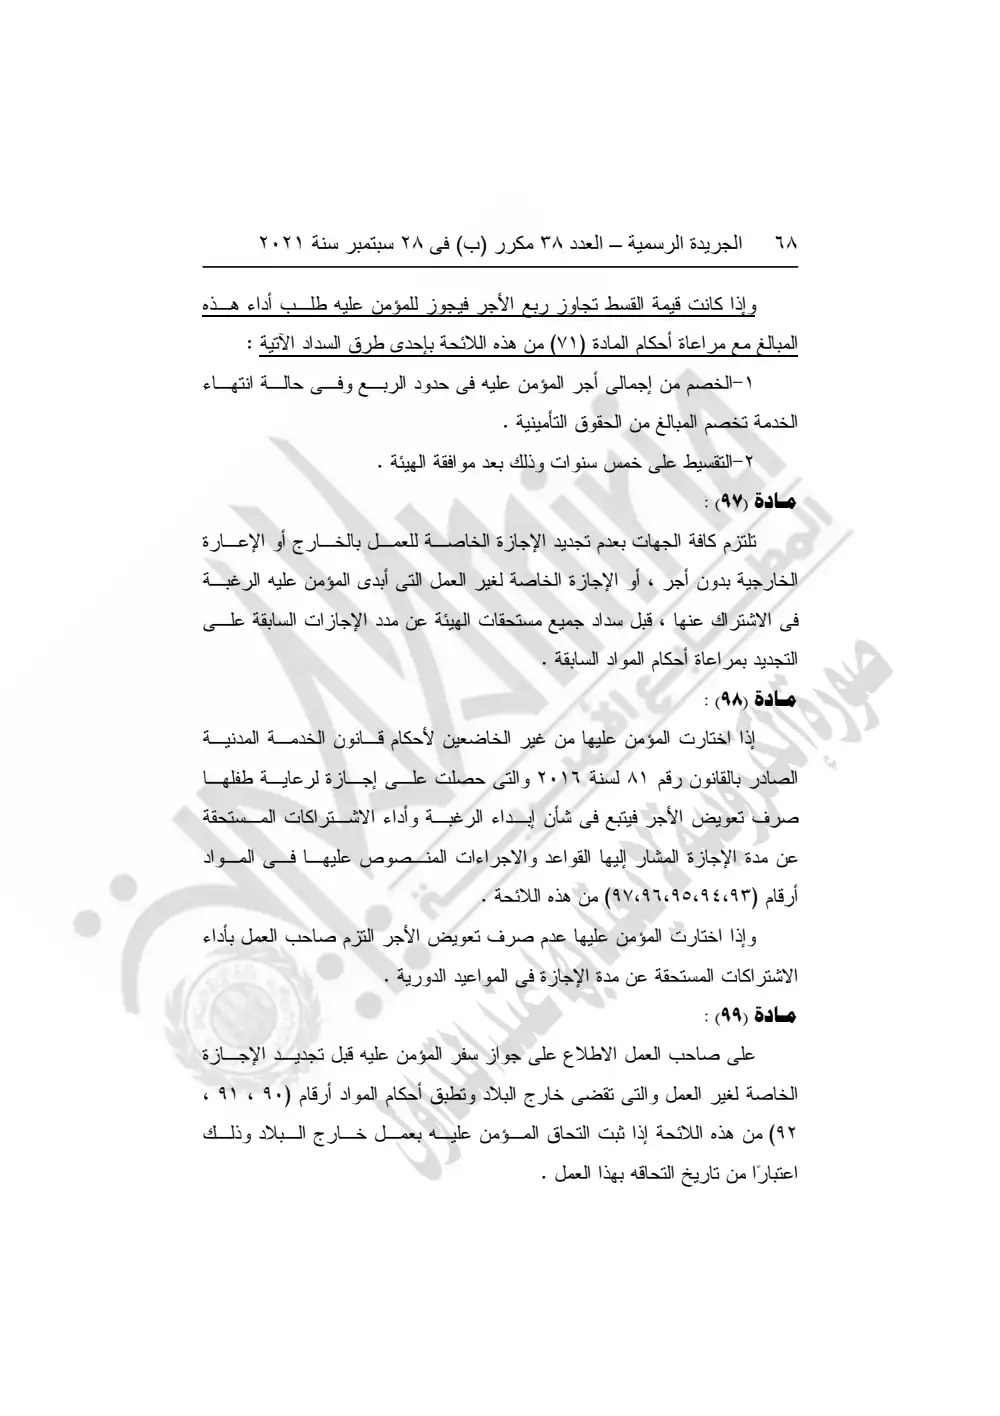 ٦٨ الجريدة الرسمية – العدد ٣٨ مكرر (ب) فى ٢٨ سبتمبر سنة ٢٠٢١
وإذا كانت قيمة القسط تجاوز ربع الأجر فيجوز للمؤمن عليه طلب أداء هذه
المبالغ مع مراعاة أحكام المادة (٧١) من هذه اللائحة بإحدى طرق السداد الآتية :
١-الخصم من إجمالى أجر المؤمن عليه فى حدود الربع وفى حالة انتهاء
الخدمة تخصم المبالغ من الحقوق التأمينية .
٢-التقسيط على خمس سنوات وذلك بعد موافقة الهيئة .
مادة (٩٧) :
تلتزم كافة الجهات بعدم تجديد الإجازة الخاصة للعمل بالخارج أو الإعارة
الخارجية بدون أجر ، أو الإجازة الخاصة لغير العمل التى أبدى المؤمن عليه الرغبة
فى الاشتراك عنها ، قبل سداد جميع مستحقات الهيئة عن مدد الإجازات السابقة على
التجديد بمراعاة أحكام المواد السابقة .
مادة (٩٨) :
إذا اختارت المؤمن عليها من غير الخاضعين لأحكام قانون الخدمة المدنية
الصادر بالقانون رقم ٨١ لسنة ٢٠١٦ والتى حصلت على إجازة لرعاية طفلها
صرف تعويض الأجر فيتبع فى شأن إبداء الرغبة وأداء الاشتراكات المستحقة
عن مدة الإجازة المشار إليها القواعد والاجراءات المنصوص عليها فى المواد
أرقام (٩٣،٩٤،٩٥،٩٦،٩٧) من هذه اللائحة .
وإذا اختارت المؤمن عليها عدم صرف تعويض الأجر التزم صاحب العمل بأداء
الاشتراكات المستحقة عن مدة الإجازة فى المواعيد الدورية .
مادة (٩٩) :
على صاحب العمل الاطلاع على جواز سفر المؤمن عليه قبل تجديد الإجازة
الخاصة لغير العمل والتى تقضى خارج البلاد وتطبق أحكام المواد أرقام (٩٠ ، ٩١ ،
٩٢) من هذه اللائحة إذا ثبت التحاق المؤمن عليه بعمل خارج البلاد وذلك
اعتبارًا من تاريخ التحاقه بهذا العمل .